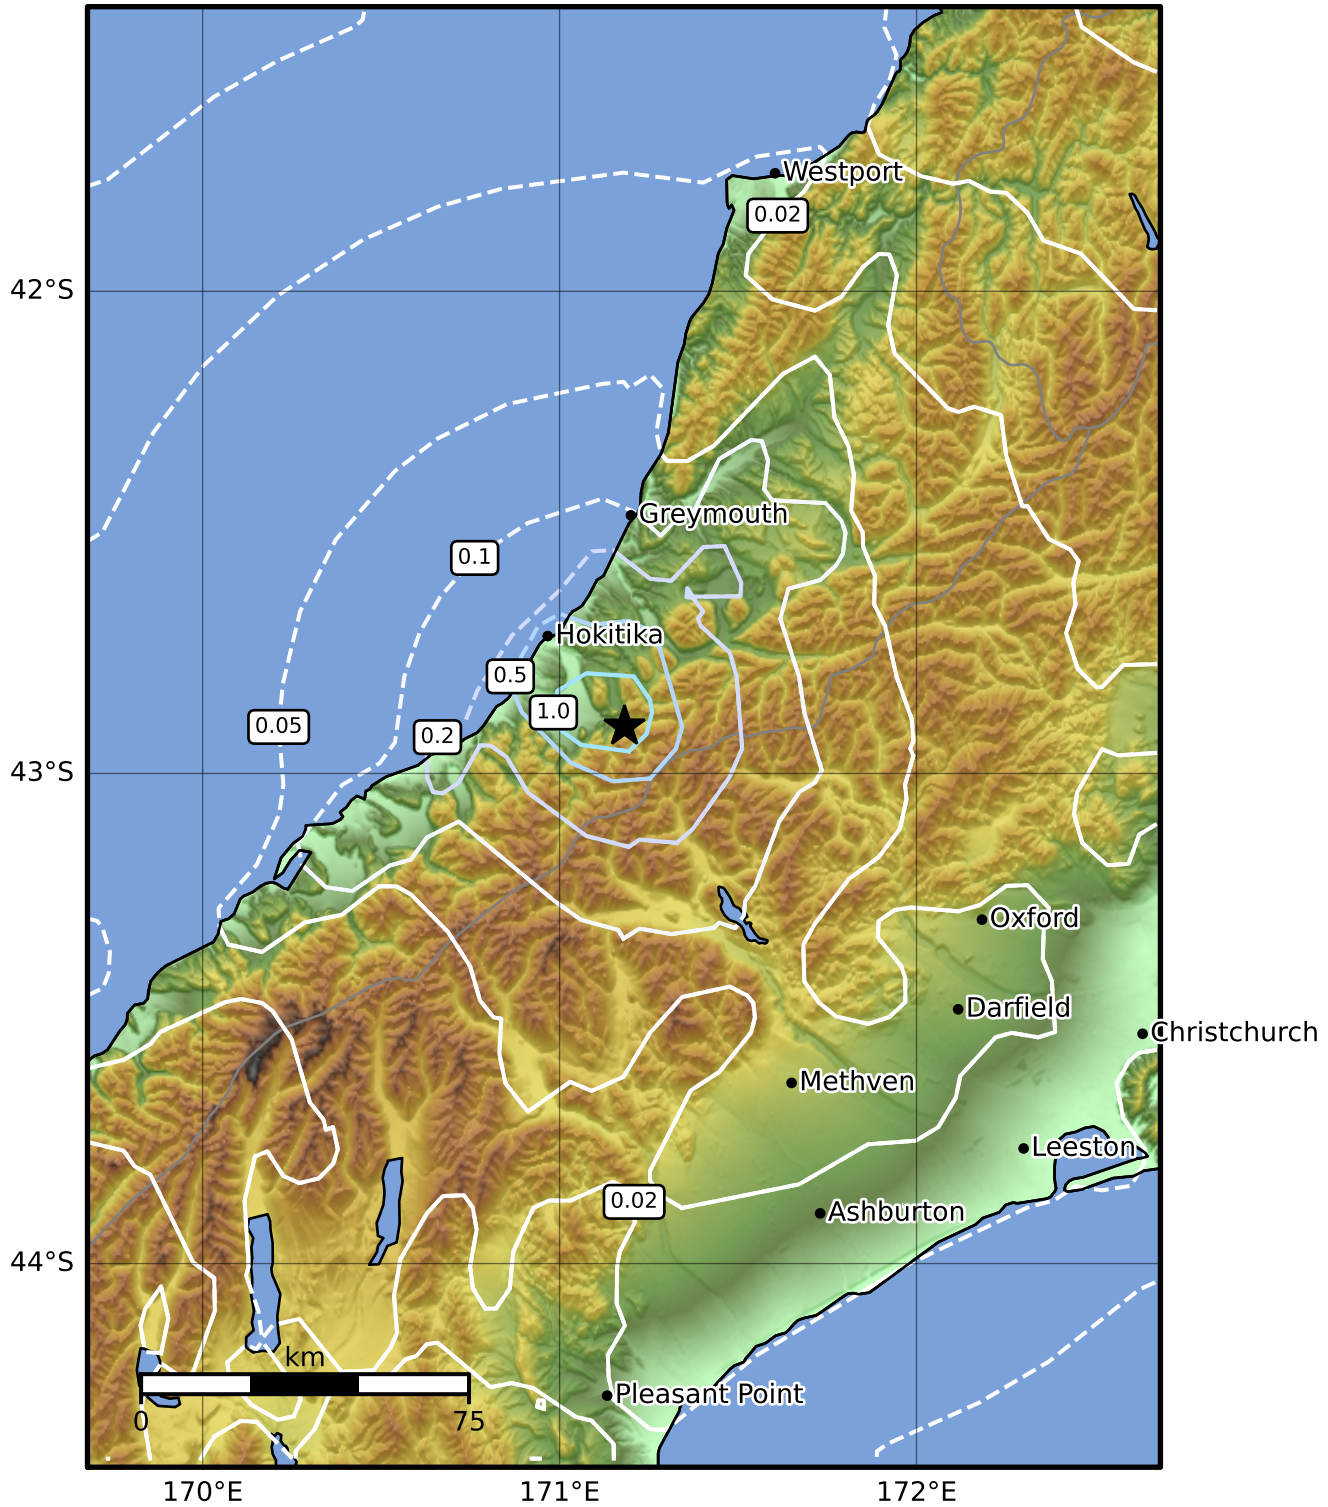 Westport
0.02
42°S
Greymouth
0.1
Hokitika
0.5
1.0
0.05
0.2
43°S
Oxford
Darfield
Christchurch
Methven
Leeston
0.02
Ashburton
44°S
km
0 75
Pleasant Point
170°E 171°E 172°E